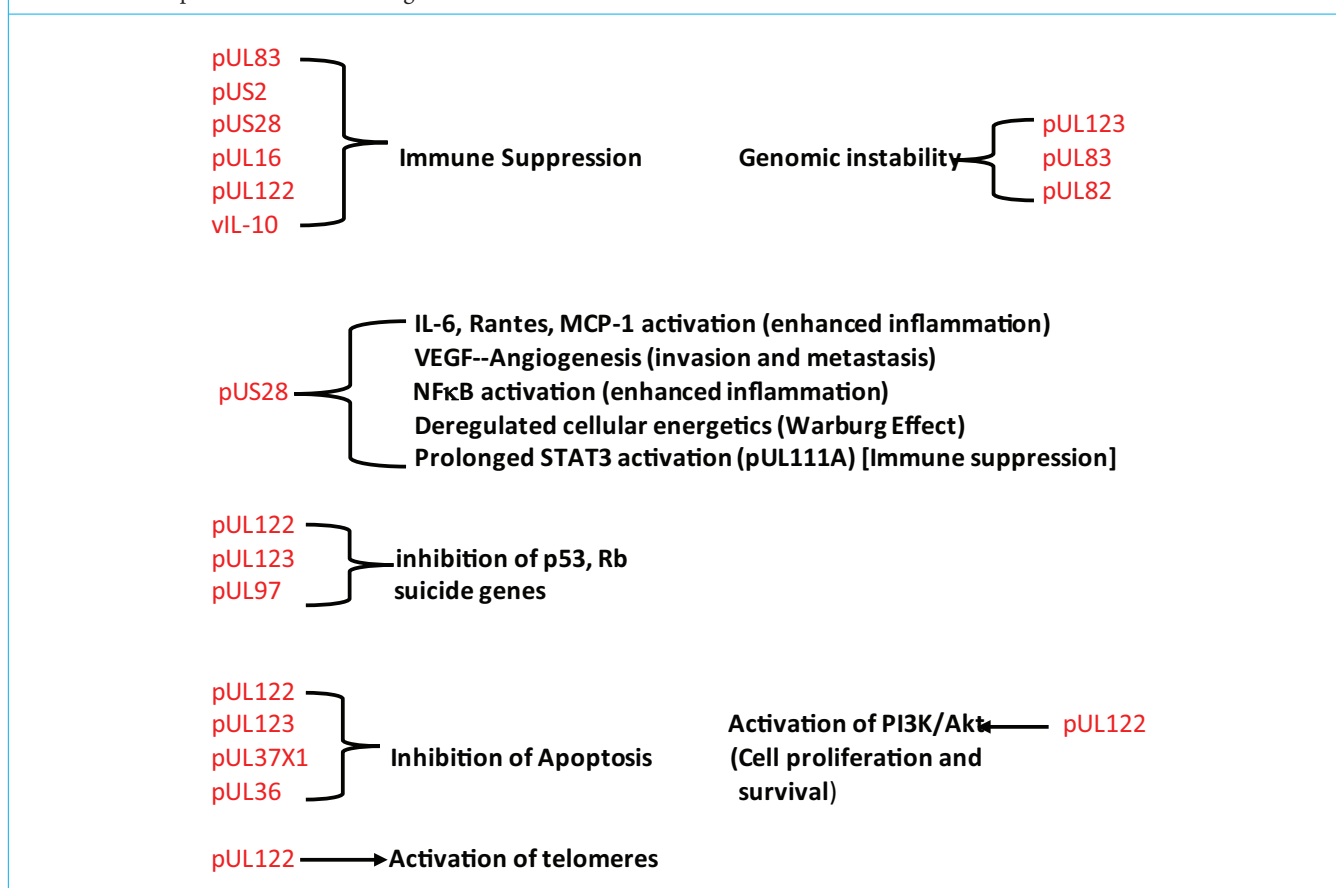 pUL83
pUS2
pUS28
pUL16
pUL122
vIL-10
Immune Suppression
Genomic instability
pUL123
pUL83
pUL82
pUS28
IL-6, Rantes, MCP-1 activation (enhanced inflammation)
VEGF--Angiogenesis (invasion and metastasis)
NFκB activation (enhanced inflammation)
Deregulated cellular energetics (Warburg Effect)
Prolonged STAT3 activation (pUL111A) [Immune suppression]
pUL122
pUL123
pUL97
inhibition of p53, Rb
suicide genes
pUL122
pUL123
pUL37X1
pUL36
Inhibition of Apoptosis
Activation of PI3K/Akt
(Cell proliferation and
survival)
pUL122
pUL122
Activation of telomeres